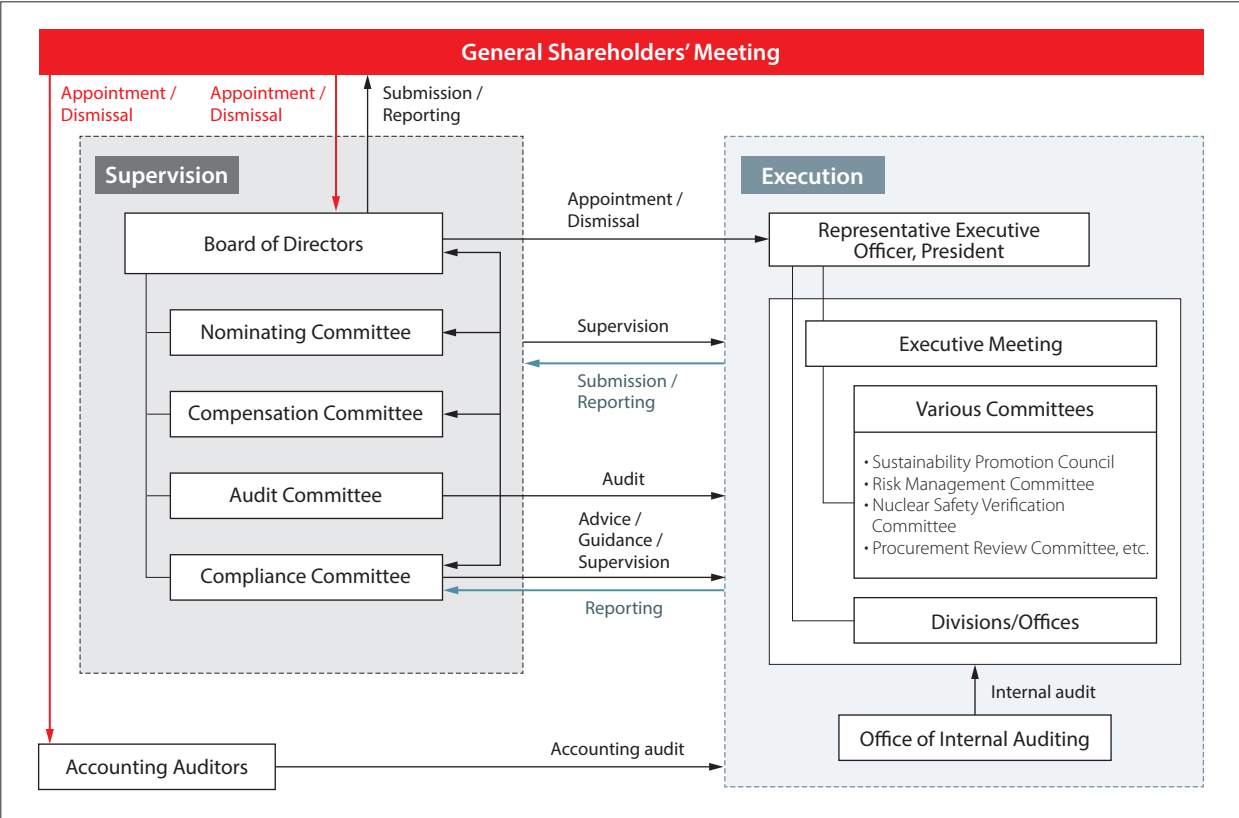 General Shareholders' Meeting
Appointment /
Dismissal
Appointment /
Dismissal
Submission /
Reporting
Supervision
Board of Directors
Nominating Committee
Compensation Committee
Audit Committee
Compliance Committee
Appointment /
Dismissal
Supervision
Submission /
Reporting
Audit
Advice /
Guidance /
Supervision
Reporting
Execution
Representative Executive
Officer, President
Executive Meeting
Various Committees
• Sustainability Promotion Council
• Risk Management Committee
• Nuclear Safety Verification
Committee
• Procurement Review Committee, etc.
Divisions/Offices
Internal audit
Office of Internal Auditing
Accounting Auditors
Accounting audit